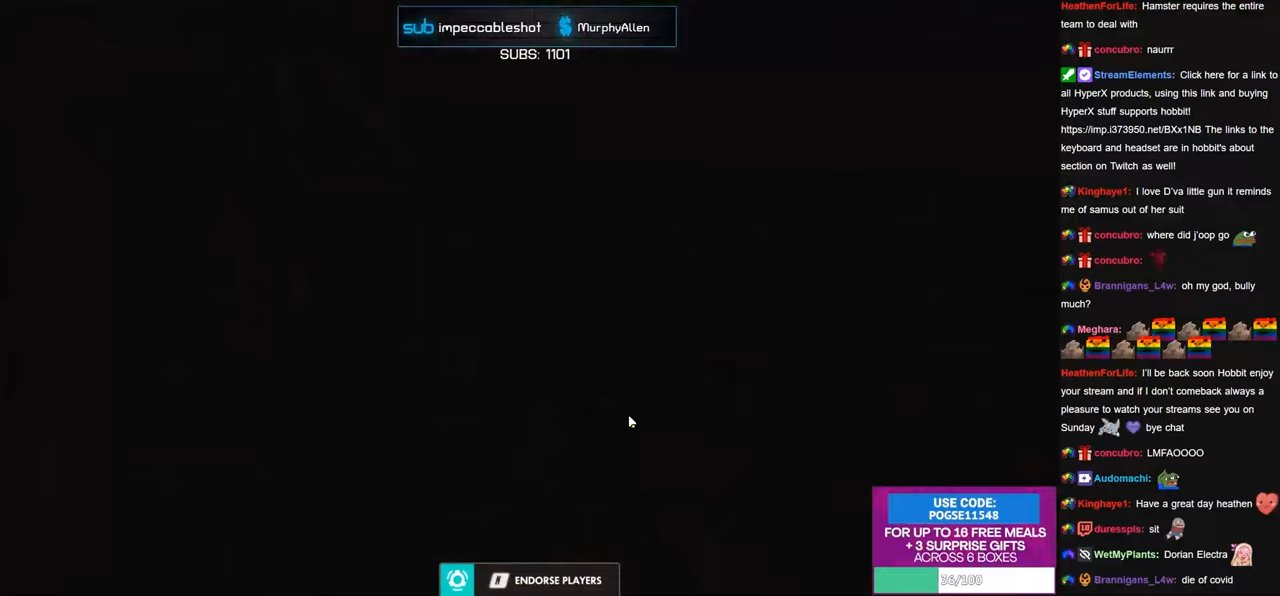 sub impeccableshot $ MurphyAllen
SUBS: 1101
HeathenForLife: Hamster requires the entire
team to deal with
concubro: naurrr
StreamElements: Click here for a link to
all HyperX products, using this link and buying
HyperX stuff supports hobbit!
https://imp.i373950.net/BXx1NB The links to the
keyboard and headset are in hobbit's about
section on Twitch as well!
Kinghaye1: I love D'va little gun it reminds
me of samus out of her suit
concubro: where did j'oop go
concubro:
Brannigans_L4w: oh my god, bully
much?
Meghara:
HeathenForLife: I'll be back soon Hobbit enjoy
your stream and if I don't comeback always a
pleasure to watch your streams see you on
Sunday bye chat
concubro: LMFAOOOO
Audomachi:
Kinghaye1: Have a great day heathen
duresspls: sit
WetMyPlants: Dorian Electra
Brannigans_L4w: die of covid
USE CODE:
POGSE11548
FOR UP TO 16 FREE MEALS
+ 3 SURPRISE GIFTS
ACROSS 6 BOXES
36/100
ENDORSE PLAYERS